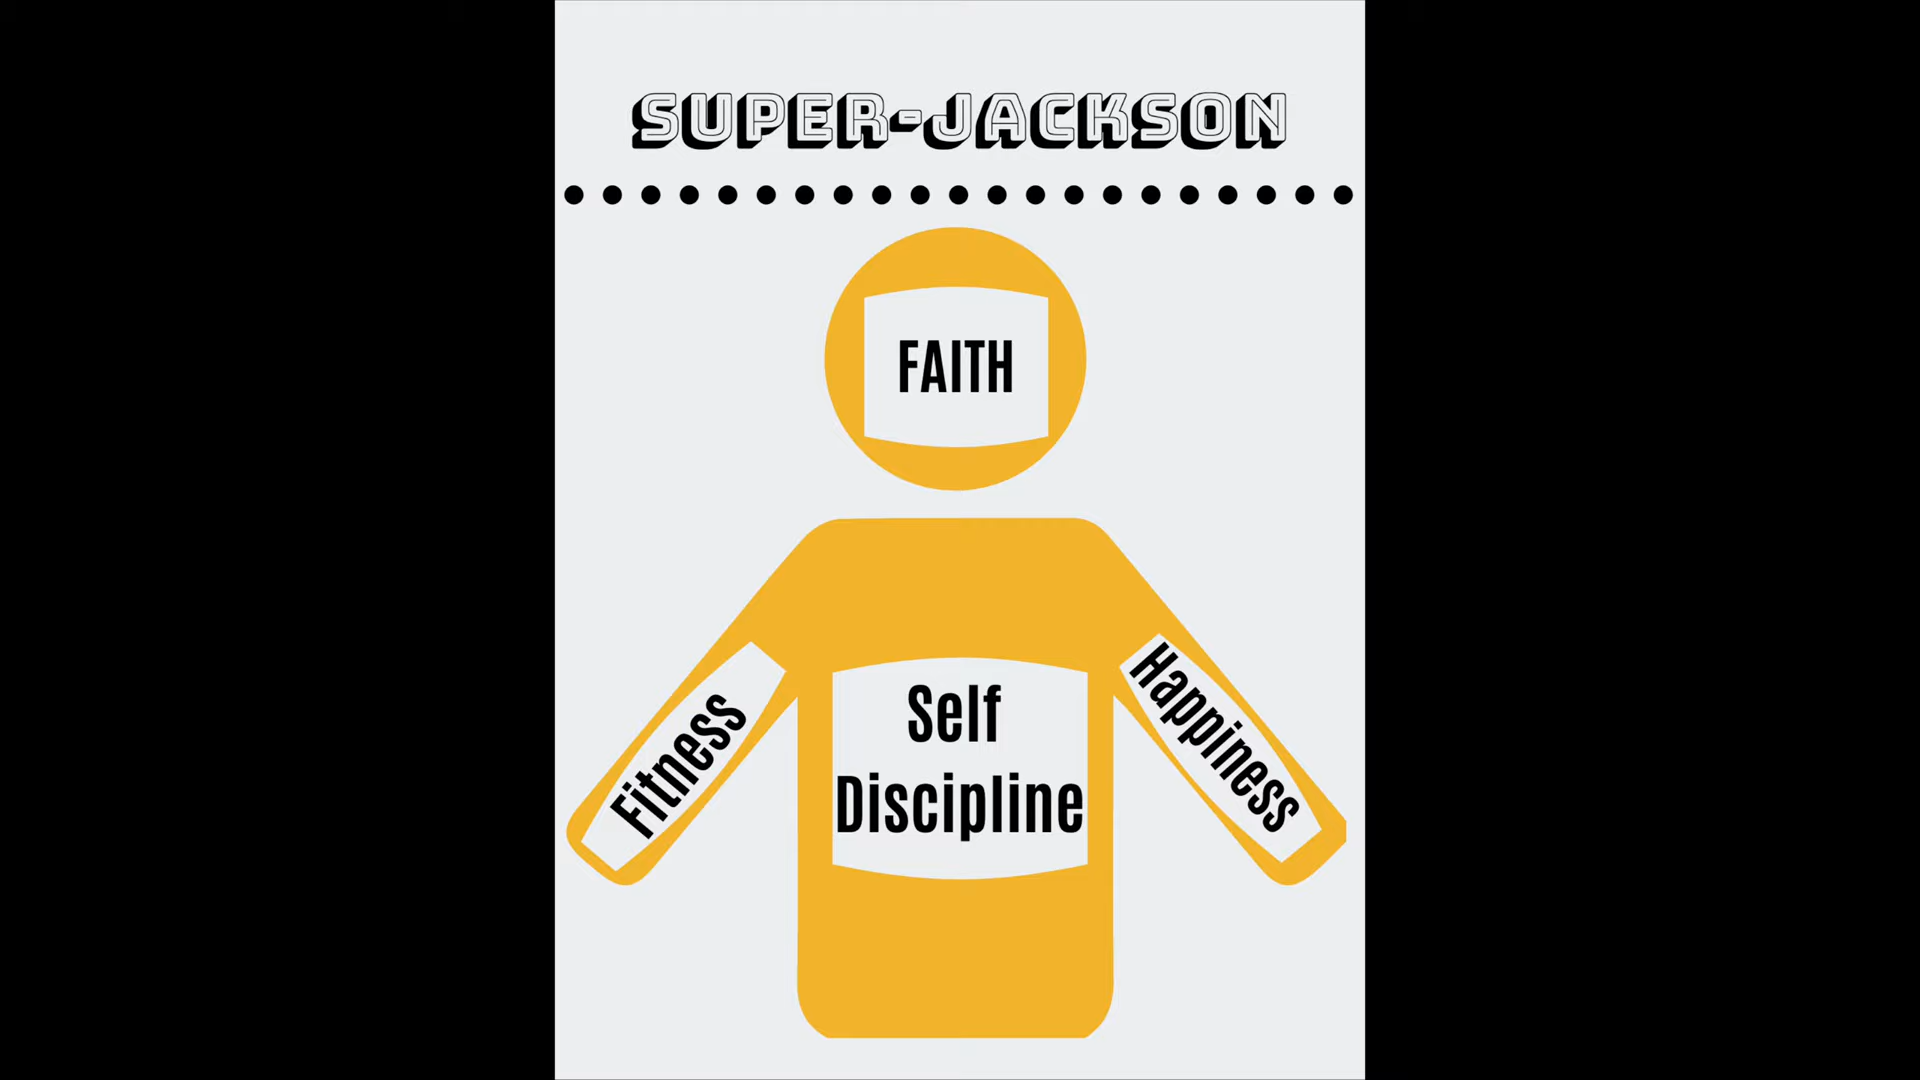 SUPER-JACKSON
FAITH
Fitness
Self
Discipline
Happiness